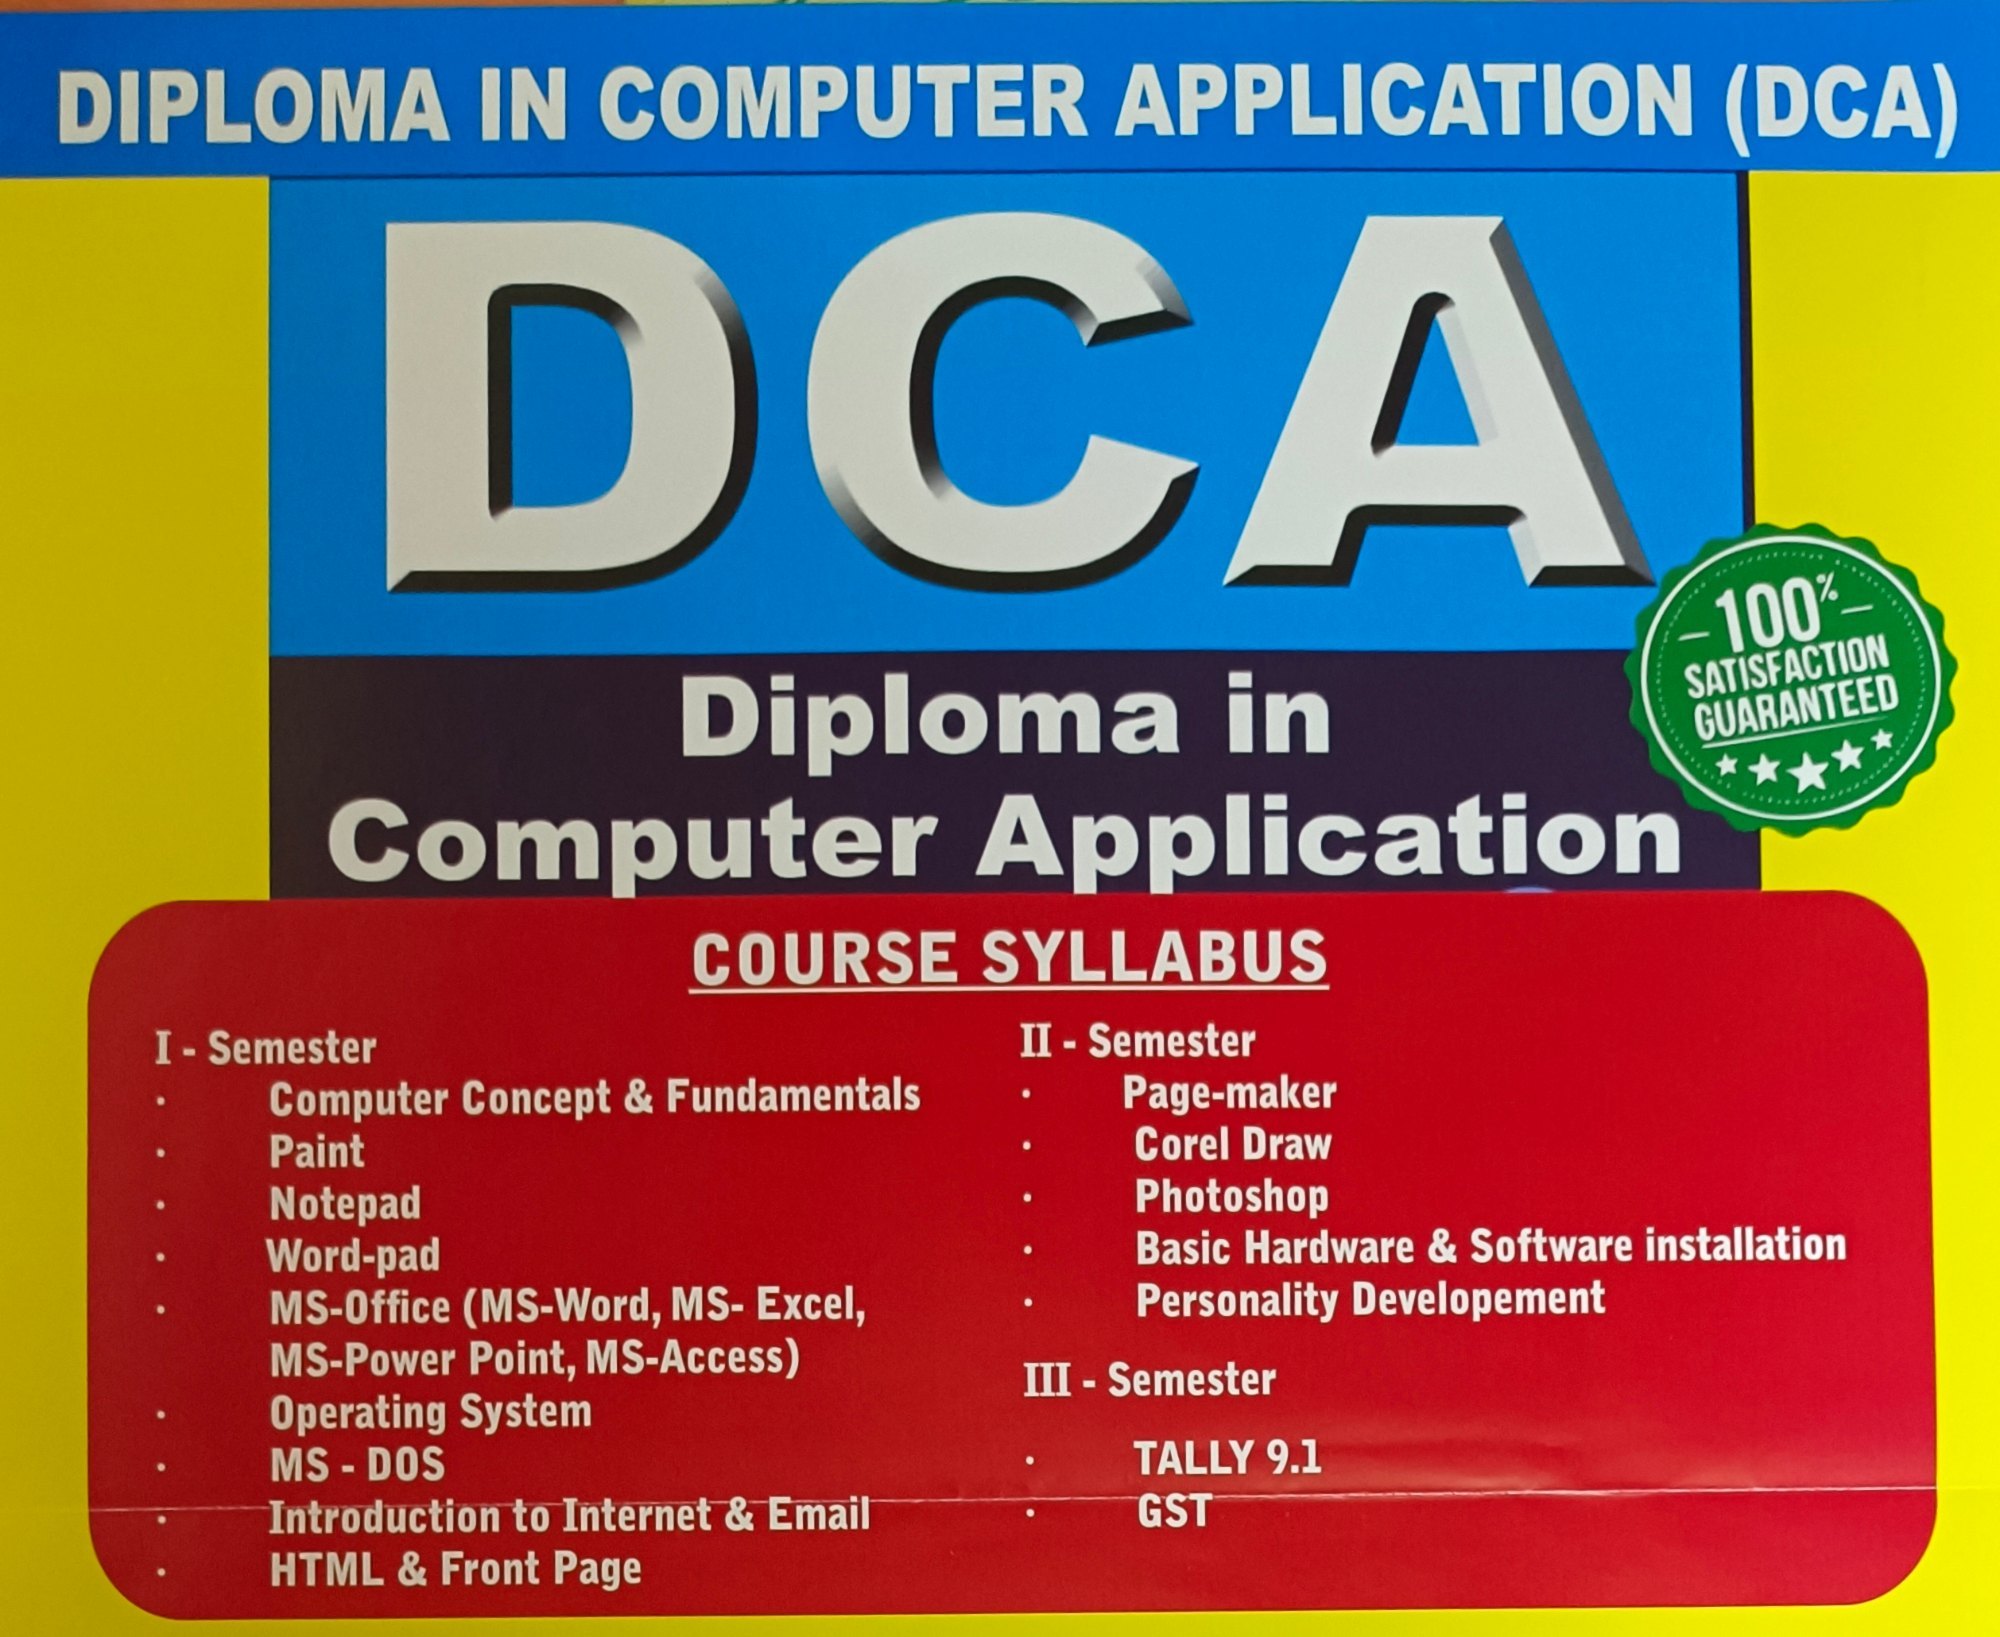 DIPLOMA IN COMPUTER APPLICATION (DCA)
DCA
Diploma in
Computer Application
100%
SATISFACTION
GUARANTEED
COURSE SYLLABUS
I - Semester
· Computer Concept & Fundamentals
· Paint
· Notepad
· Word-pad
· MS-Office (MS-Word, MS- Excel,
MS-Power Point, MS-Access)
· Operating System
· MS - DOS
· Introduction to Internet & Email
· HTML & Front Page
II - Semester
· Page-maker
· Corel Draw
· Photoshop
· Basic Hardware & Software installation
· Personality Developement
III - Semester
· TALLY 9.1
· GST